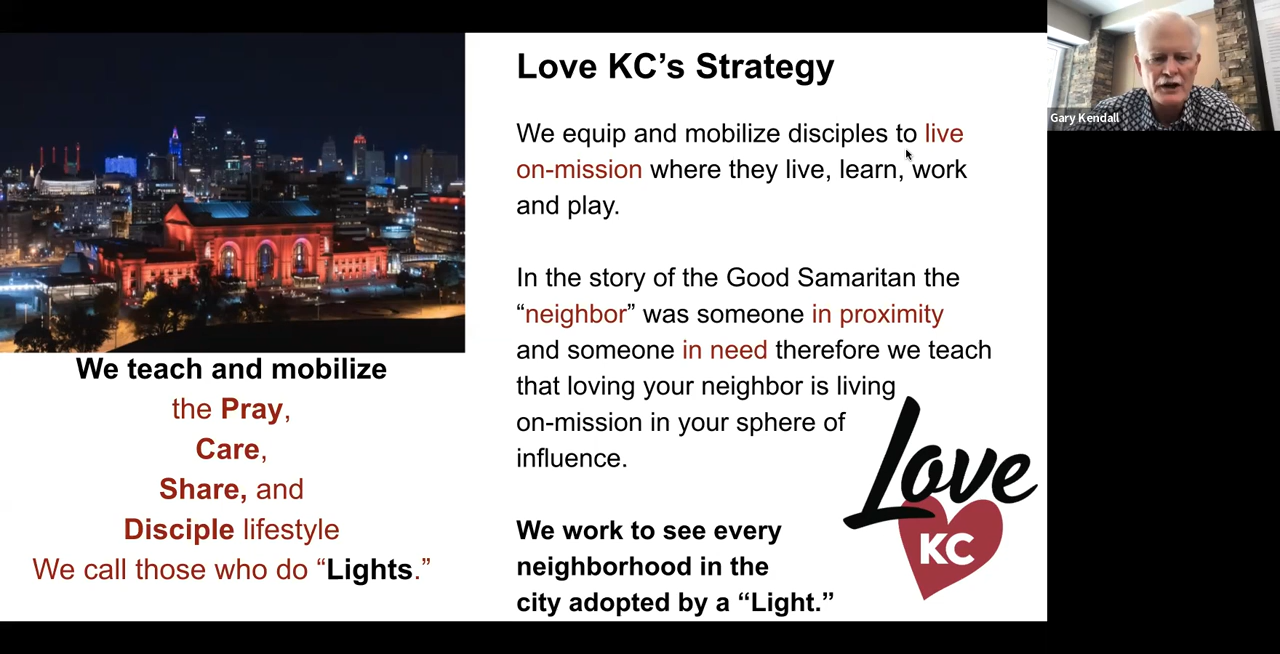 Love KC’s Strategy
We equip and mobilize disciples to live
on-mission where they live, learn, work
and play.
In the story of the Good Samaritan the
“neighbor” was someone in proximity
and someone in need therefore we teach
that loving your neighbor is living
on-mission in your sphere of
influence.
We work to see every
neighborhood in the
city adopted by a “Light.”
We teach and mobilize
the Pray,
Care,
Share, and
Disciple lifestyle
We call those who do “Lights.”
Love
KC
Gary Kendall